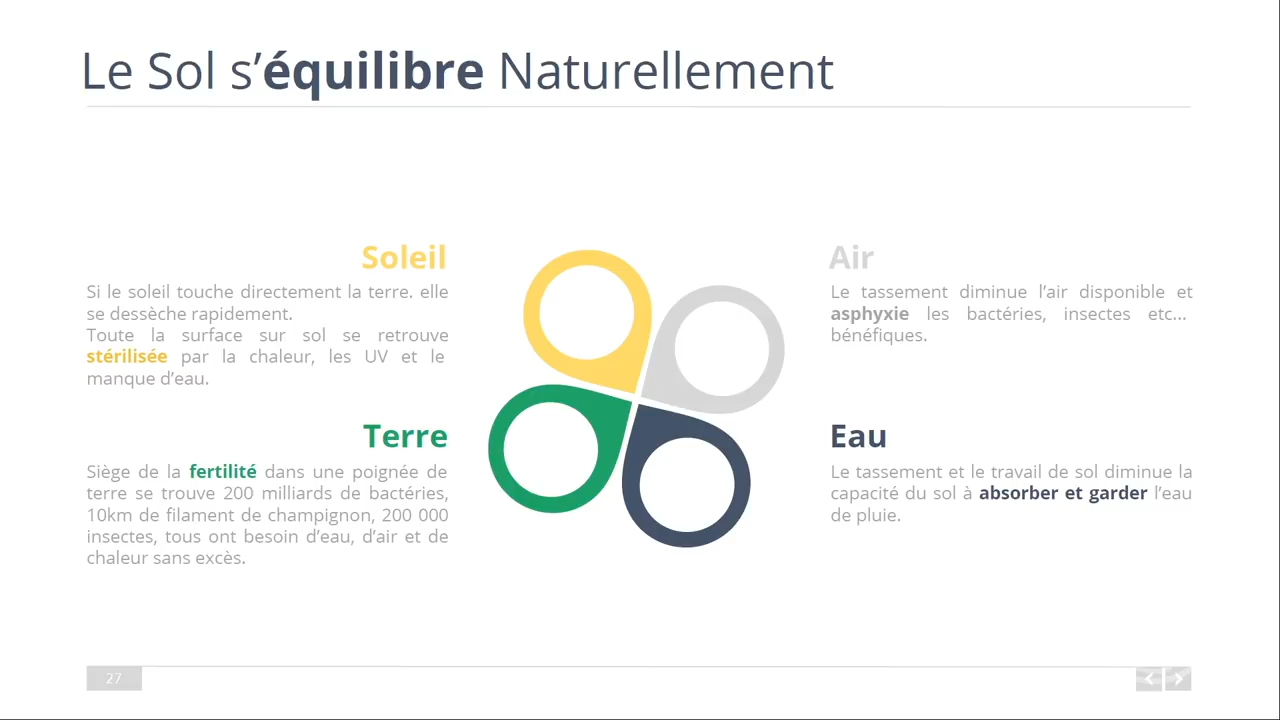 Le Sol s’équilibre Naturellement
Soleil
Si le soleil touche directement la terre. elle
se dessèche rapidement.
Toute la surface sur sol se retrouve
stérilisée par la chaleur, les UV et le
manque d’eau.
Air
Le tassement diminue l’air disponible et
asphyxie les bactéries, insectes etc...
bénéfiques.
Terre
Siège de la fertilité dans une poignée de
terre se trouve 200 milliards de bactéries,
10km de filament de champignon, 200 000
insectes, tous ont besoin d’eau, d’air et de
chaleur sans excès.
Eau
Le tassement et le travail de sol diminue la
capacité du sol à absorber et garder l’eau
de pluie.
27